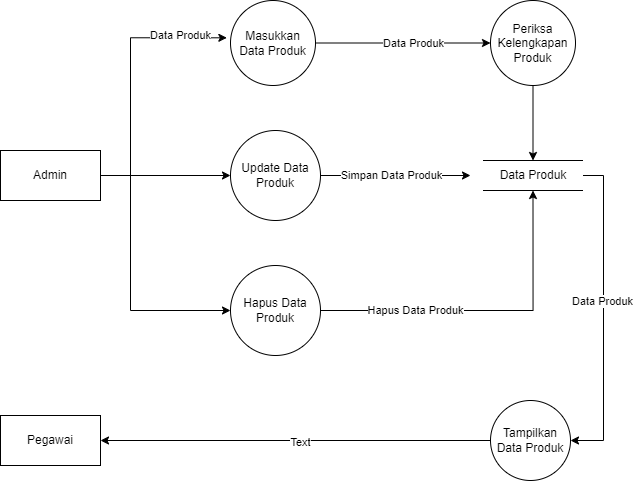 Masukkan
Data Produk
Periksa
Kelengkapan
Produk
Data Produk
Data Produk
Admin
Update Data
Produk
Simpan Data Produk
Data Produk
Hapus Data
Produk
Hapus Data Produk
Data Produk
Pegawai
Text
Tampilkan
Data Produk